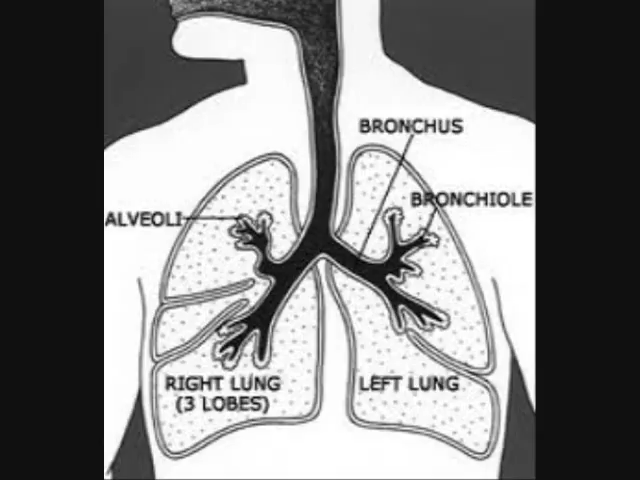 BRONCHUS
BRONCHIOLE
ALVEOLI
RIGHT LUNG
(3 LOBES)
LEFT LUNG